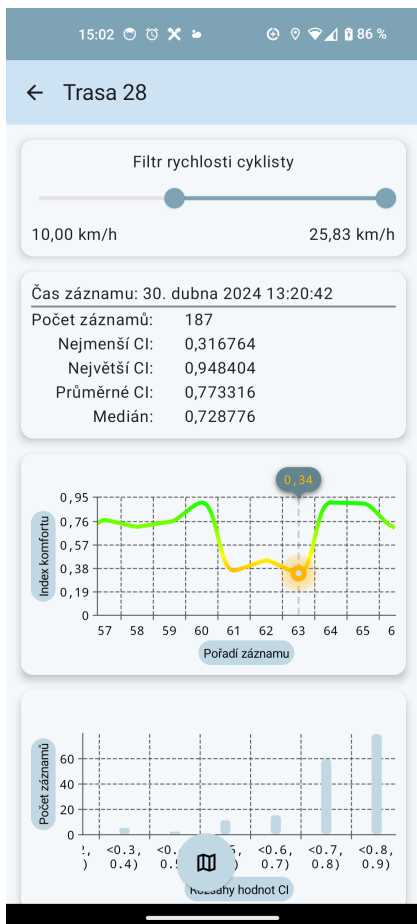 15:02
86 %
Trasa 28
Filtr rychlosti cyklisty
10,00 km/h 25,83 km/h
Čas záznamu: 30. dubna 2024 13:20:42
Počet záznamů: 187
Nejmenší CI: 0,316764
Největší CI: 0,948404
Průměrné CI: 0,773316
Medián: 0,728776
0,34
Index komfortu
0,95
0,76
0,57
0,38
0,19
0
57 58 59 60 61 62 63 64 65 6
Pořadí záznamu
Počet záznamů
60
40
20
0
<0.3, <0.6, <0.7, <0.8,
0.4) 0.7) 0.8) 0.9)
Rozsahy hodnot CI